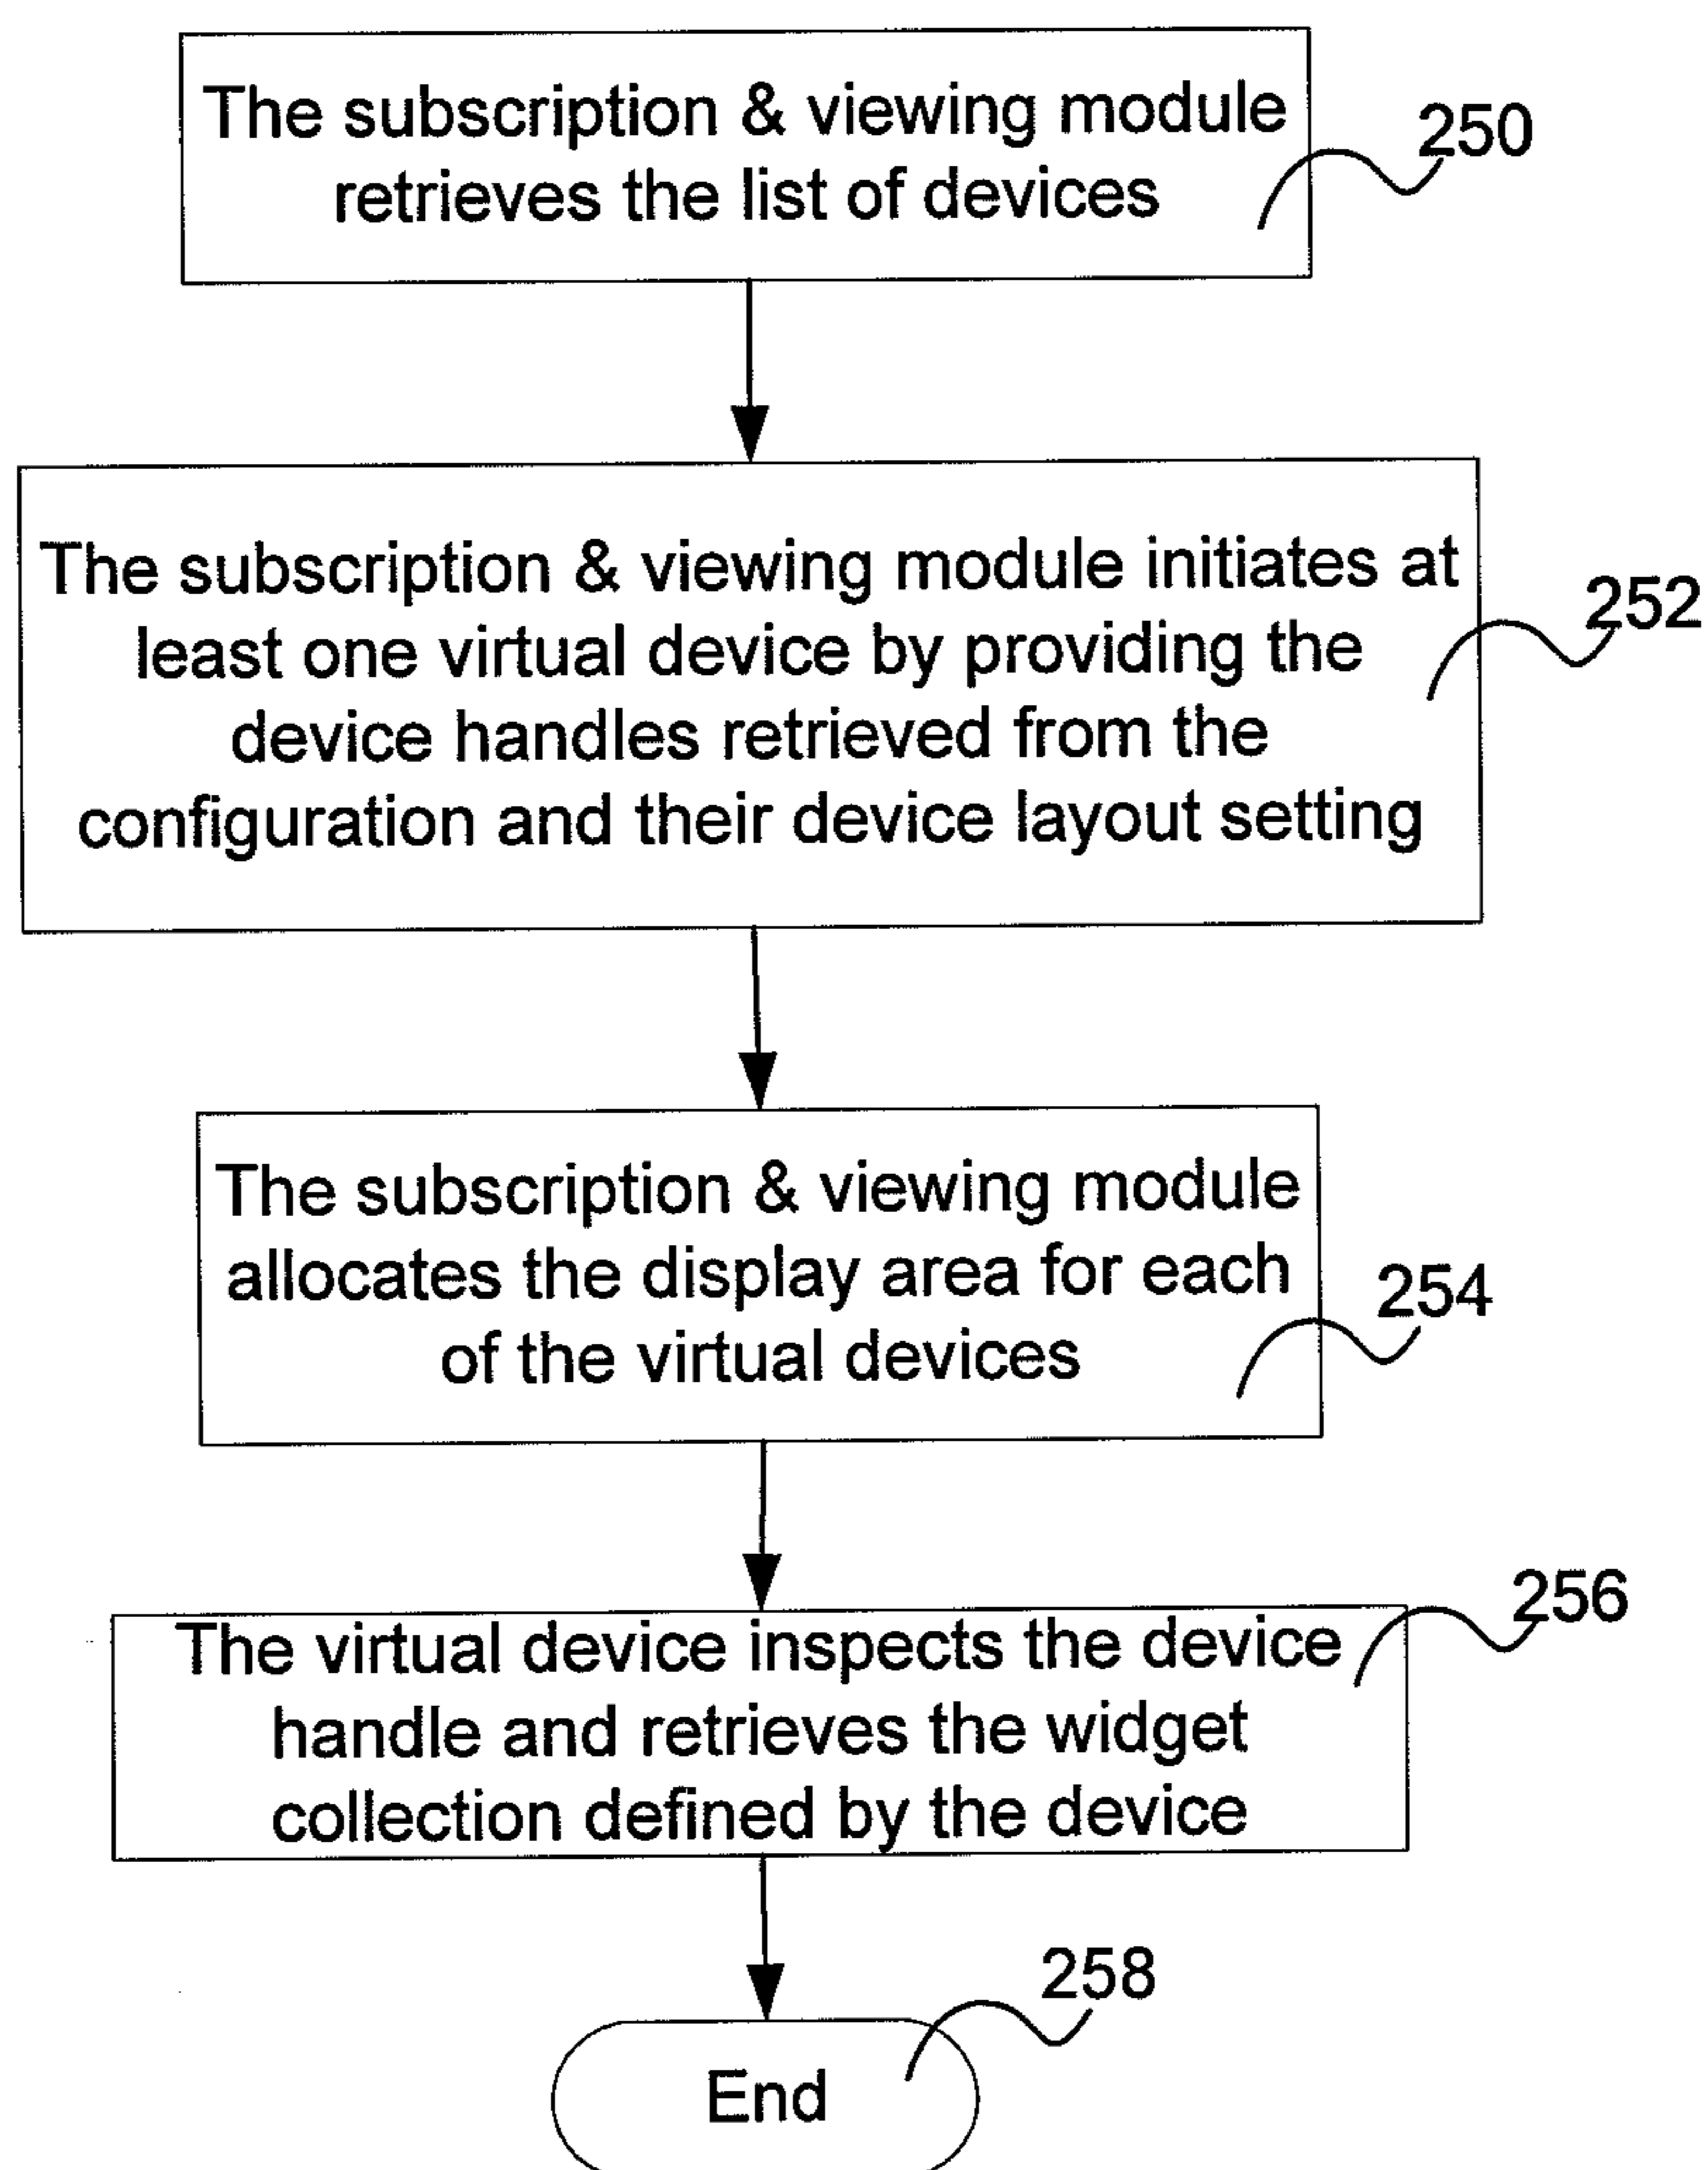 The subscription & viewing module
retrieves the list of devices
250
The subscription & viewing module initiates at
least one virtual device by providing the
device handles retrieved from the
configuration and their device layout setting
252
The subscription & viewing module
allocates the display area for each
of the virtual devices
254
The virtual device inspects the device
handle and retrieves the widget
collection defined by the device
256
End
258